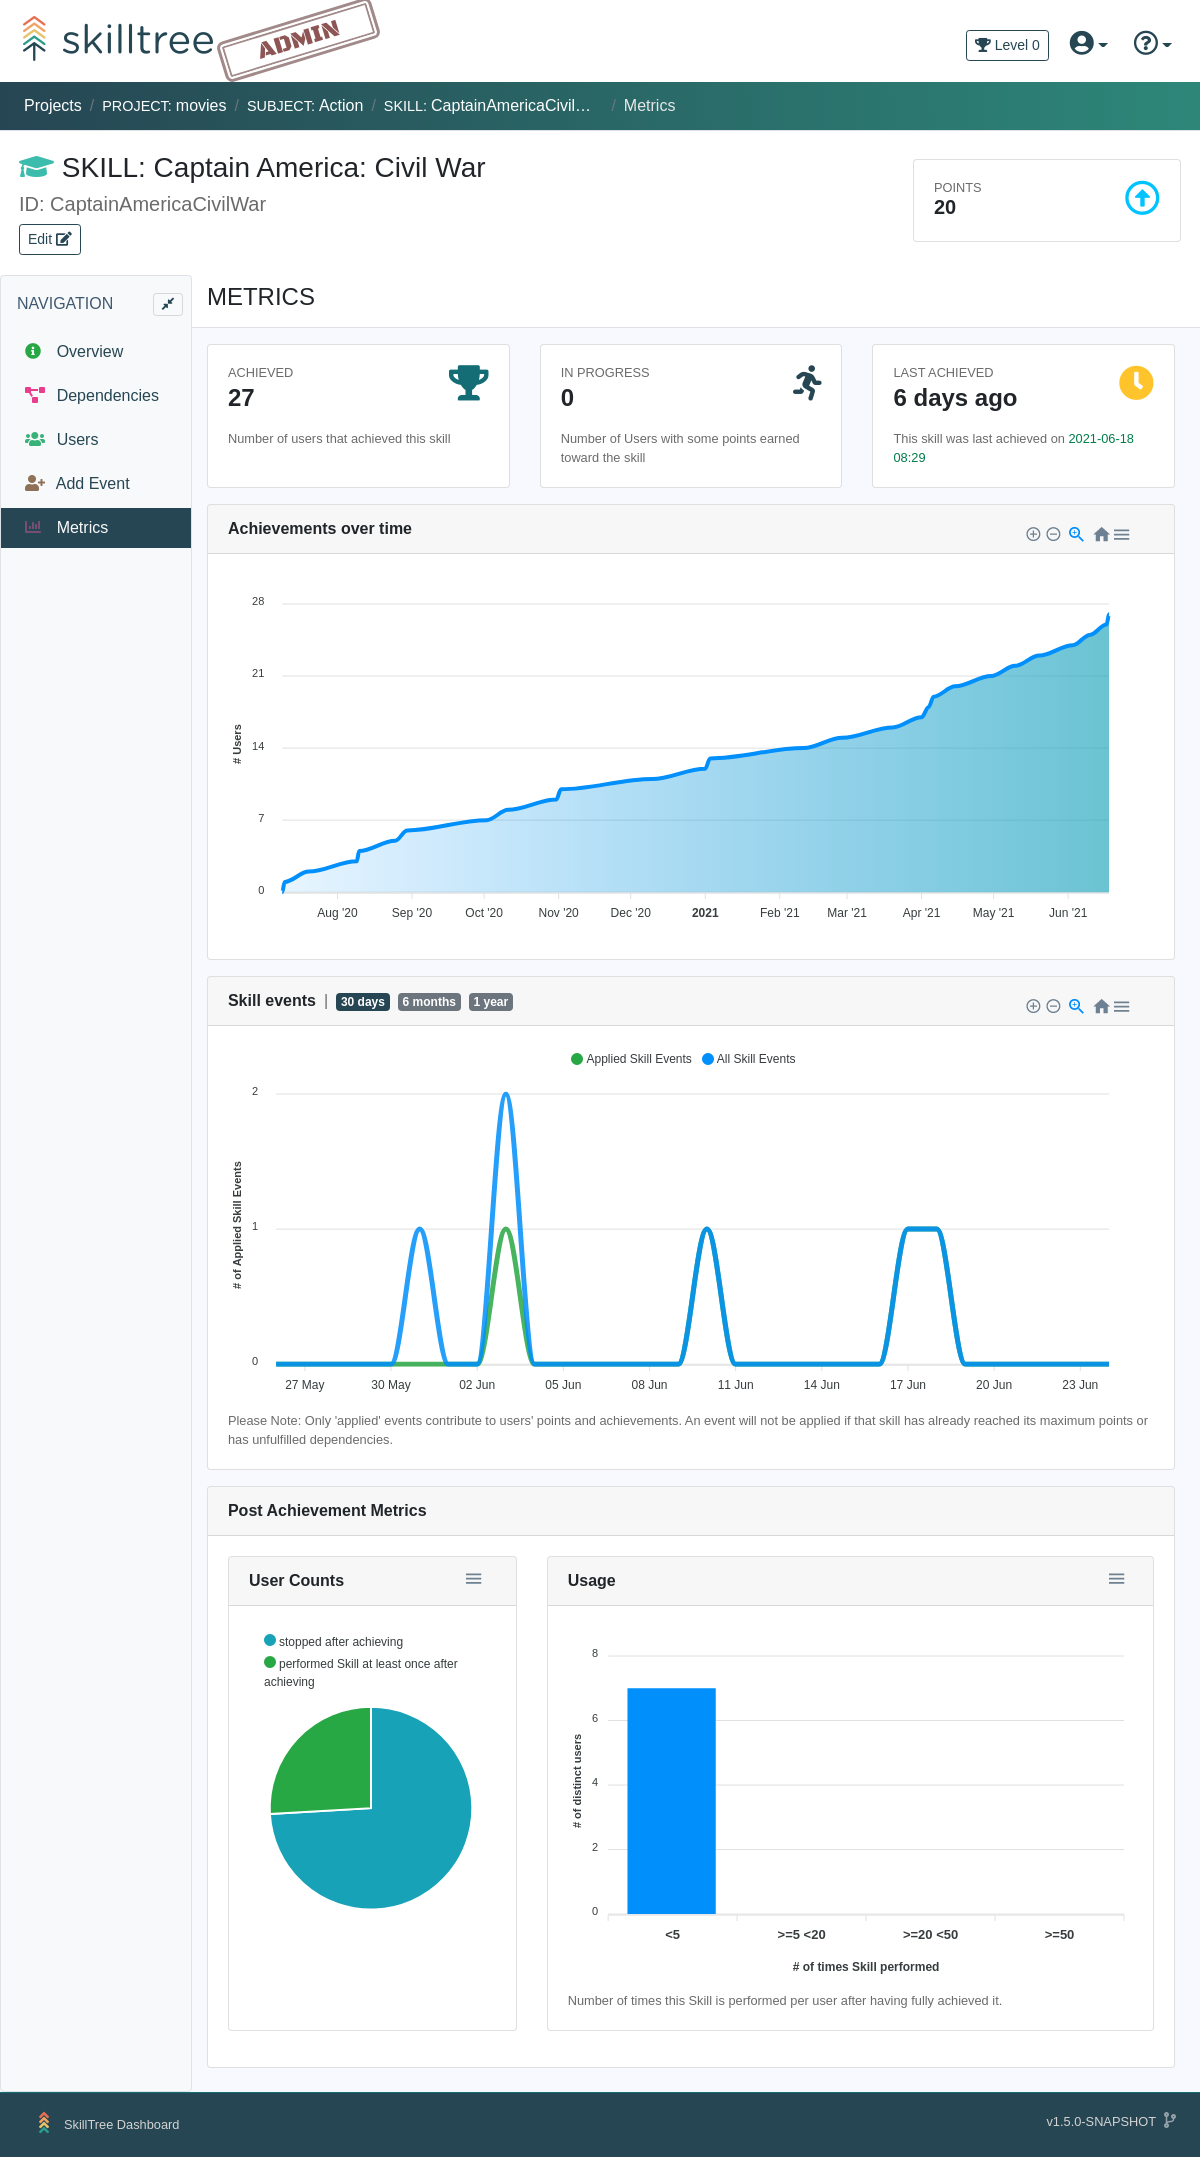 skilltree
ADMIN
Level 0
Projects / PROJECT: movies / SUBJECT: Action / SKILL: CaptainAmericaCivil… / Metrics
SKILL: Captain America: Civil War
ID: CaptainAmericaCivilWar
Edit
POINTS
20
NAVIGATION
Overview
Dependencies
Users
Add Event
Metrics
METRICS
ACHIEVED
27
Number of users that achieved this skill
IN PROGRESS
0
Number of Users with some points earned
toward the skill
LAST ACHIEVED
6 days ago
This skill was last achieved on 2021-06-18
08:29
Achievements over time
28
21
14
7
0
# Users
Aug '20 Sep '20 Oct '20 Nov '20 Dec '20 2021 Feb '21 Mar '21 Apr '21 May '21 Jun '21
Skill events | 30 days 6 months 1 year
Applied Skill Events All Skill Events
2
1
0
# of Applied Skill Events
27 May 30 May 02 Jun 05 Jun 08 Jun 11 Jun 14 Jun 17 Jun 20 Jun 23 Jun
Please Note: Only 'applied' events contribute to users' points and achievements. An event will not be applied if that skill has already reached its maximum points or
has unfulfilled dependencies.
Post Achievement Metrics
User Counts
stopped after achieving
performed Skill at least once after
achieving
Usage
8
6
4
2
0
# of distinct users
<5 >=5 <20 >=20 <50 >=50
# of times Skill performed
Number of times this Skill is performed per user after having fully achieved it.
SkillTree Dashboard
v1.5.0-SNAPSHOT